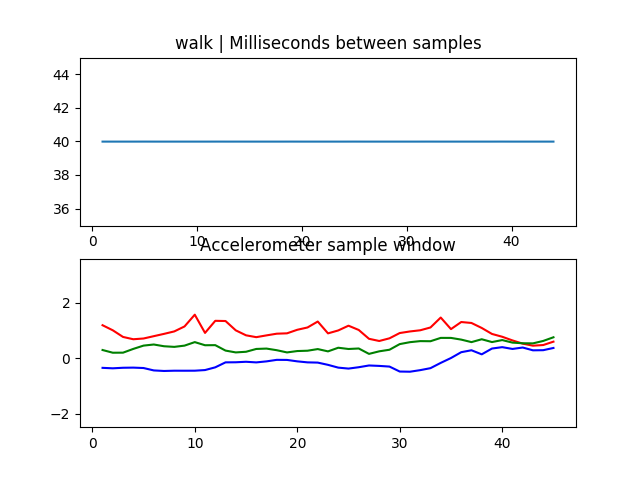 walk | Milliseconds between samples
44
42
40
38
36
0 10 20 30 40
Accelerometer sample window
2
0
−2
0 10 20 30 40